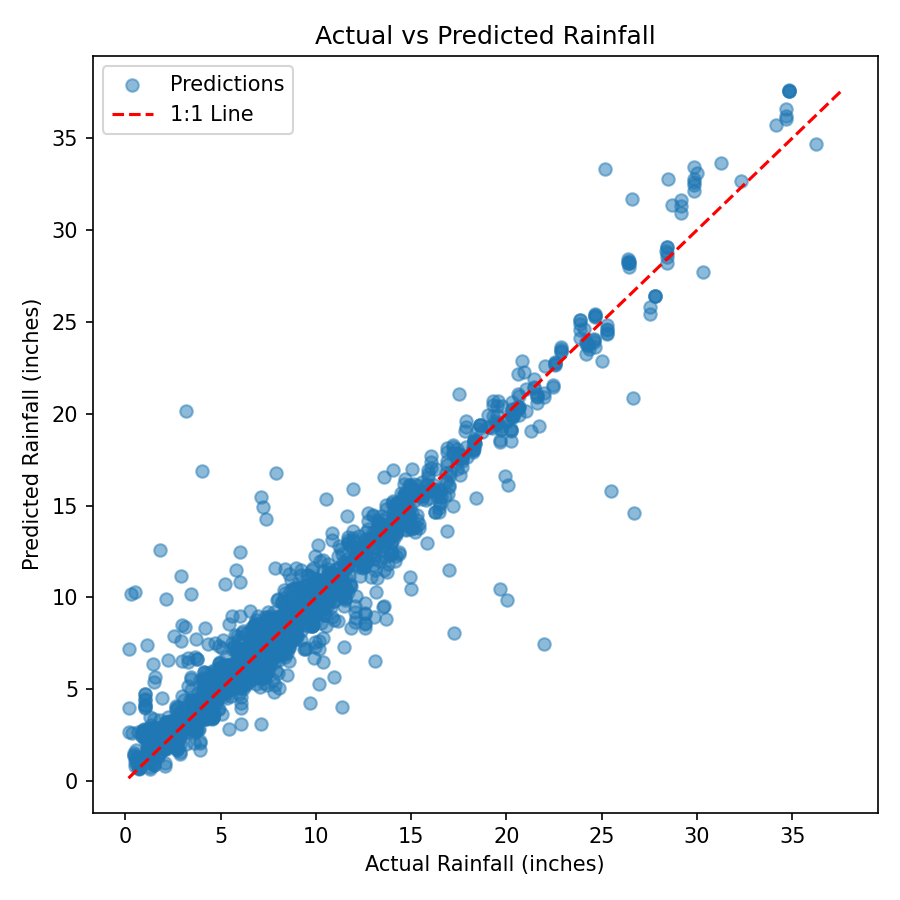 Actual vs Predicted Rainfall
Predictions
1:1 Line
35
30
25
20
15
10
5
0
Predicted Rainfall (inches)
0 5 10 15 20 25 30 35
Actual Rainfall (inches)